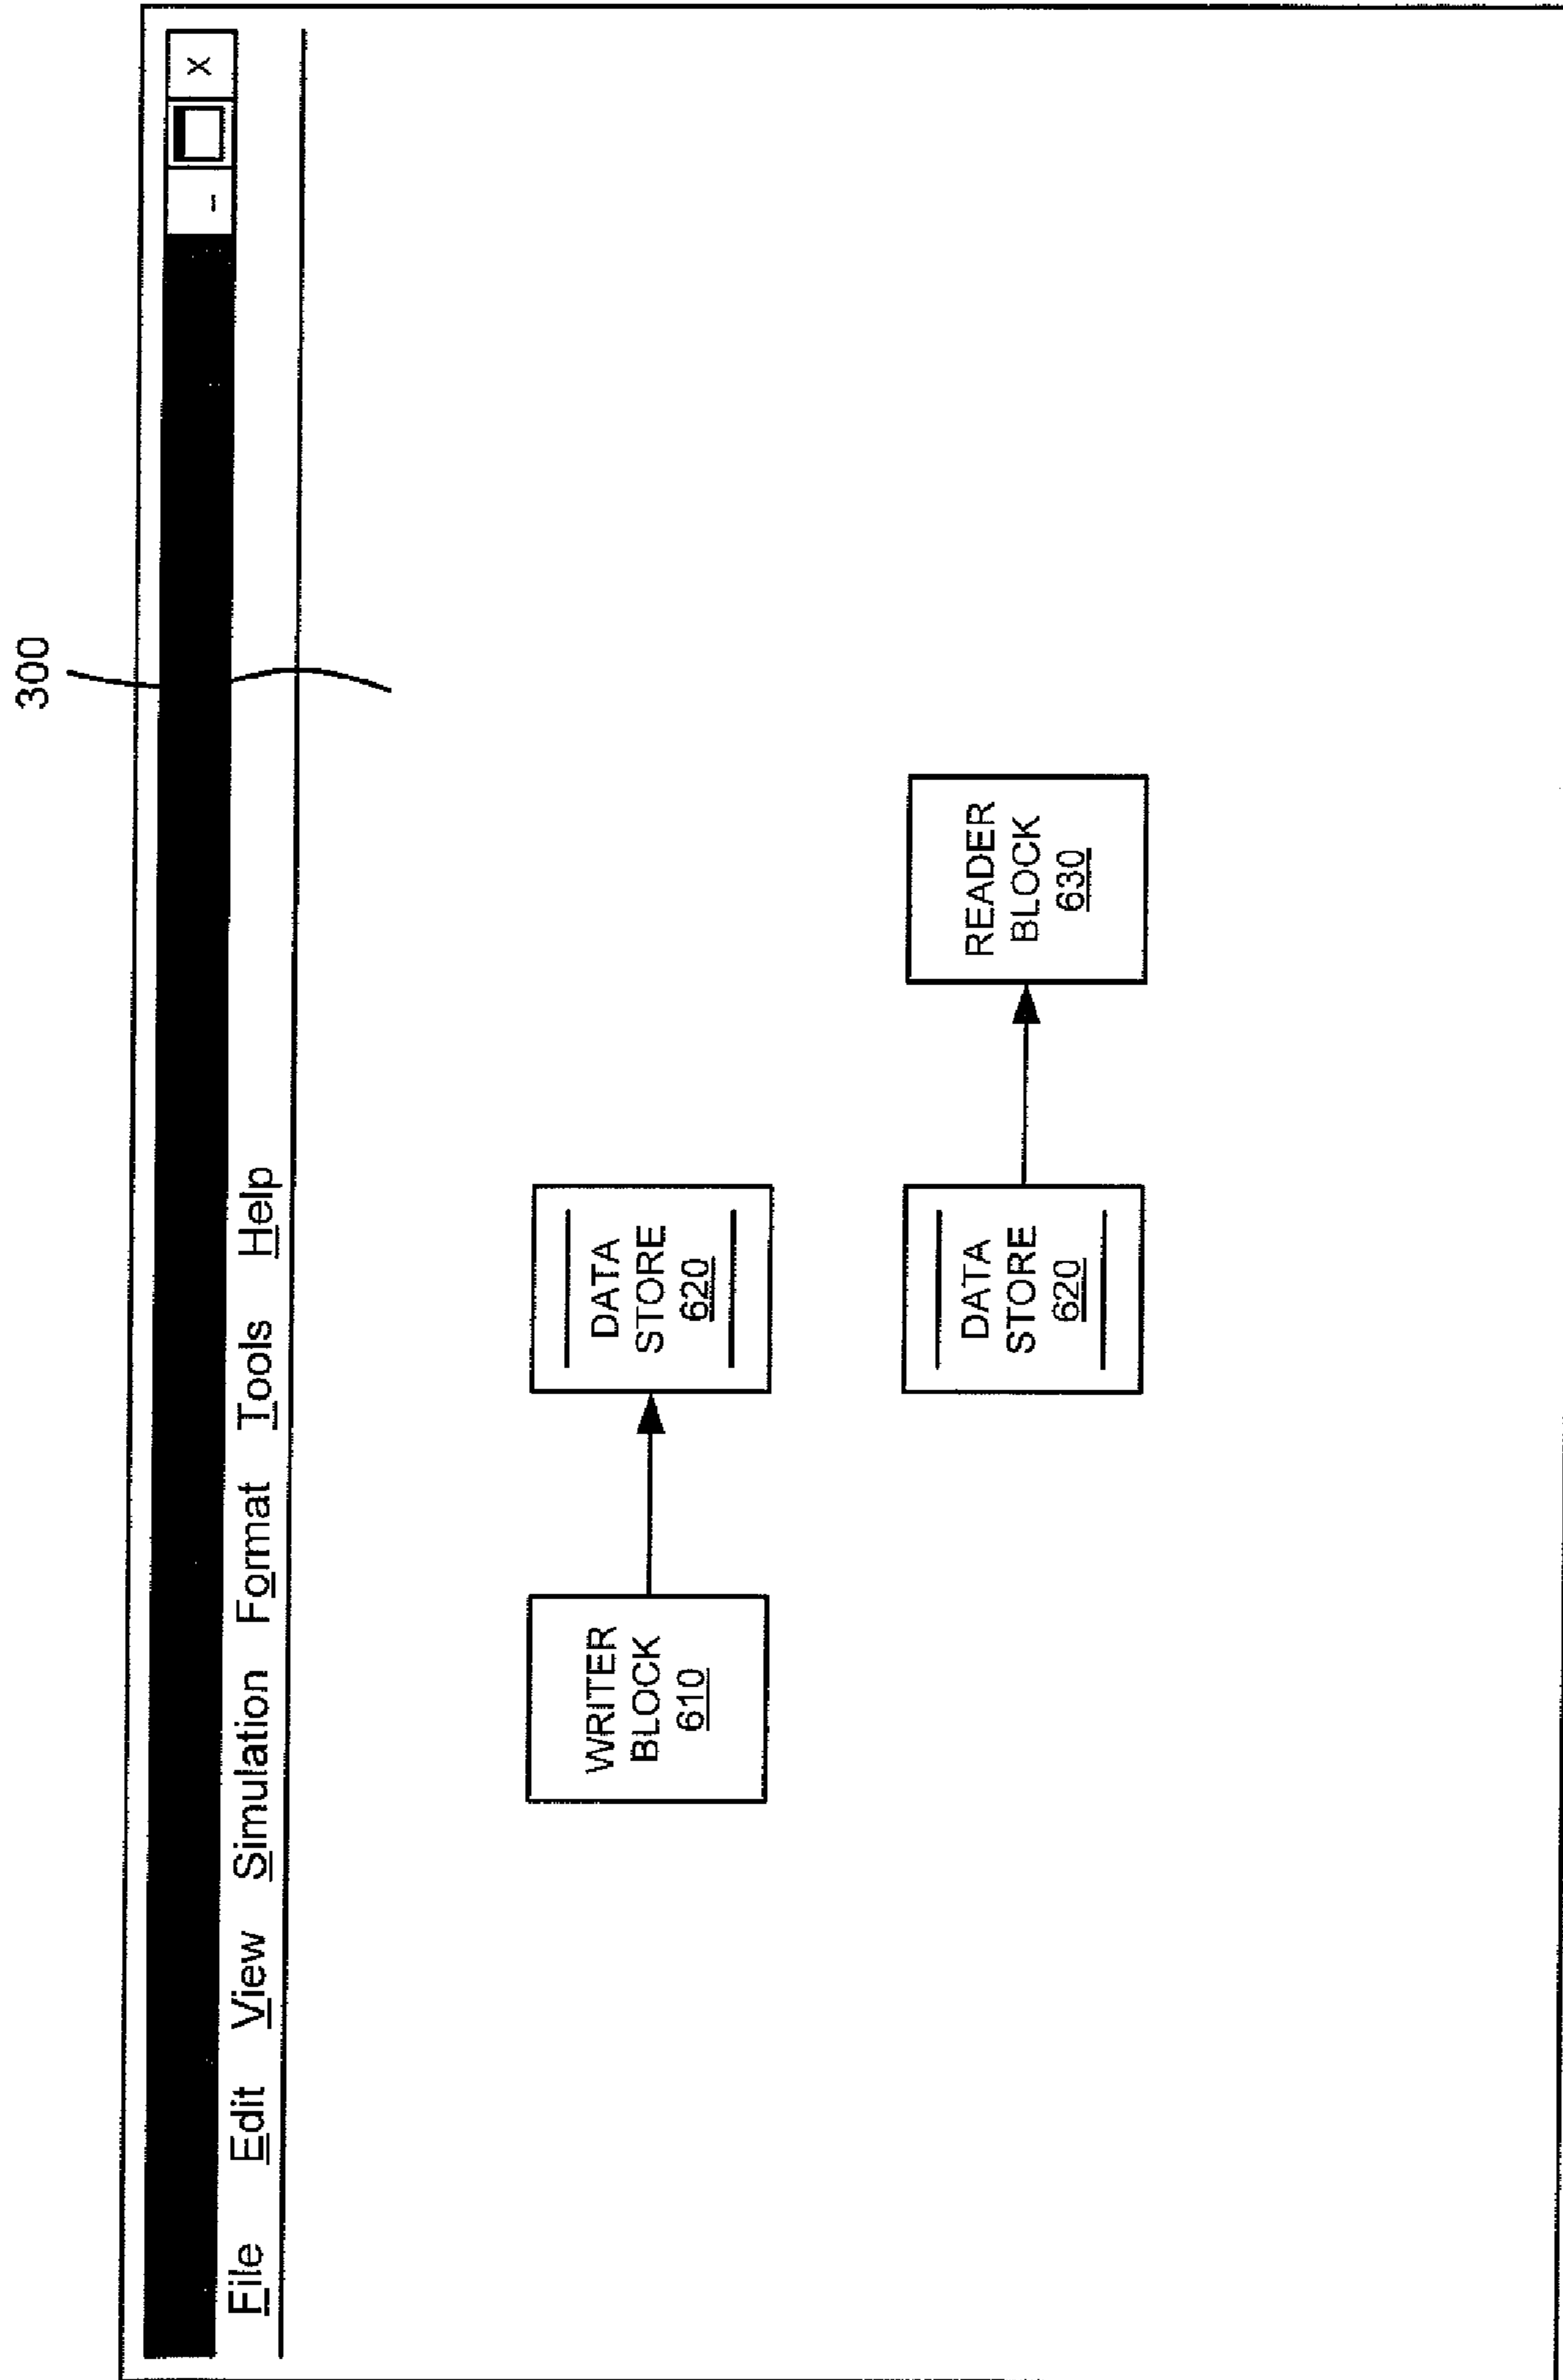 300
X
File Edit View Simulation Format Tools Help
WRITER
BLOCK
610
DATA
STORE
620
DATA
STORE
620
READER
BLOCK
630